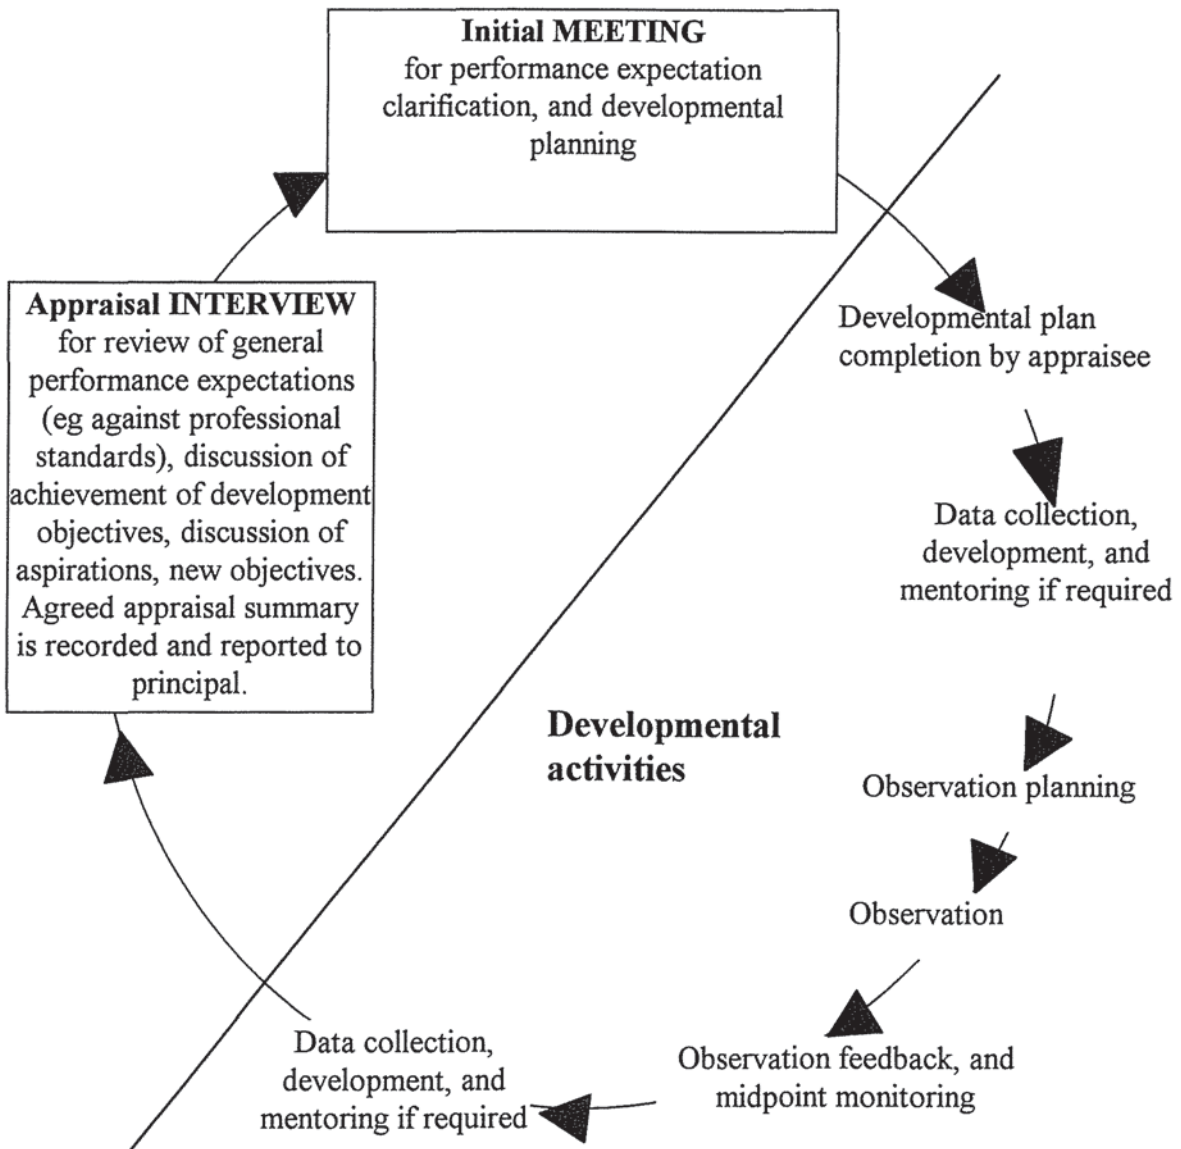 Initial MEETING
for performance expectation
clarification, and developmental
planning
Appraisal INTERVIEW
for review of general
performance expectations
(eg against professional
standards), discussion of
achievement of development
objectives, discussion of
aspirations, new objectives.
Agreed appraisal summary
is recorded and reported to
principal.
Developmental plan
completion by appraisee
Data collection,
development, and
mentoring if required
Developmental
activities
Observation planning
Observation
Observation feedback, and
midpoint monitoring
Data collection,
development, and
mentoring if required